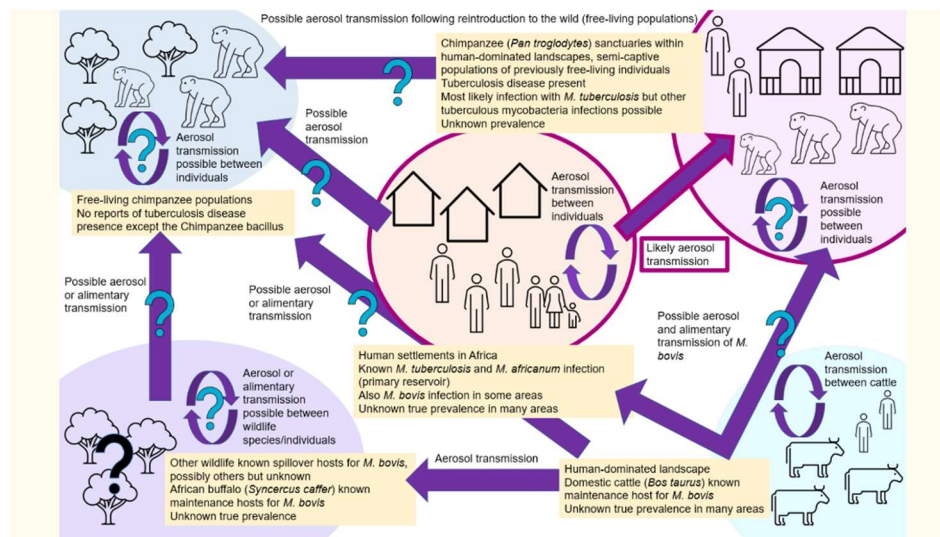 Possible aerosol transmission following reintroduction to the wild (free-living populations)
Chimpanzee (Pan troglodytes) sanctuaries within
human-dominated landscapes, semi-captive
populations of previously free-living individuals
Tuberculosis disease present
Most likely infection with M. tuberculosis but other
tuberculous mycobacteria infections possible
Unknown prevalence
?
Possible
aerosol
transmission
?
?
Aerosol
transmission
possible between
individuals
Free-living chimpanzee populations
No reports of tuberculosis disease
presence except the Chimpanzee bacillus
Aerosol
transmission
between
individuals
?
Aerosol
transmission
possible
between
individuals
Likely aerosol
transmission
Possible aerosol
or alimentary
transmission
?
Possible aerosol
or alimentary
transmission
?
Possible aerosol
and alimentary
transmission of M.
bovis
?
Human settlements in Africa
Known M. tuberculosis and M. africanum infection
(primary reservoir)
Also M. bovis infection in some areas
Unknown true prevalence in many areas
Aerosol
transmission
between cattle
?
Aerosol or
alimentary
transmission
possible between
wildlife
species/individuals
?
Other wildlife known spillover hosts for M. bovis,
possibly others but unknown
African buffalo (Syncercus caffer) known
maintenance hosts for M. bovis
Unknown true prevalence
Aerosol transmission
Human-dominated landscape
Domestic cattle (Bos taurus) known
maintenance host for M. bovis
Unknown true prevalence in many areas